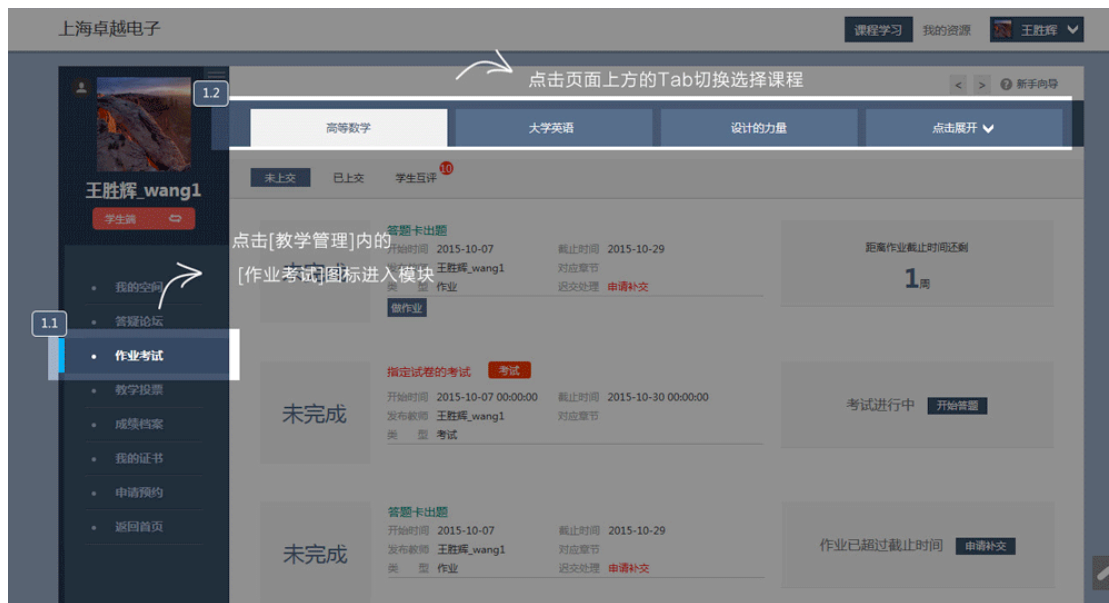 上海卓越电子
课程学习 我的资源 王胜辉
点击页面上方的Tab切换选择课程
< > ? 新手向导
1.2
高等数学 大学英语 设计的力量 点击展开
王胜辉_wang1
学生端
未上交 已上交 学生互评 10
点击[教学管理]内的
[作业考试]图标进入模块
1.1
我的空间
答疑论坛
作业考试
教学投票
成绩档案
我的证书
申请预约
返回首页
未完成
答题卡出题
开始时间 2015-10-07 截止时间 2015-10-29
发布教师 王胜辉_wang1 对应章节
类 型 作业 迟交处理 申请补交
做作业
距离作业截止时间还剩
1周
未完成
指定试卷的考试 考试
开始时间 2015-10-07 00:00:00 截止时间 2015-10-30 00:00:00
发布教师 王胜辉_wang1 对应章节
类 型 考试
考试进行中 开始答题
未完成
答题卡出题
开始时间 2015-10-07 截止时间 2015-10-29
发布教师 王胜辉_wang1 对应章节
类 型 作业 迟交处理 申请补交
作业已超过截止时间 申请补交